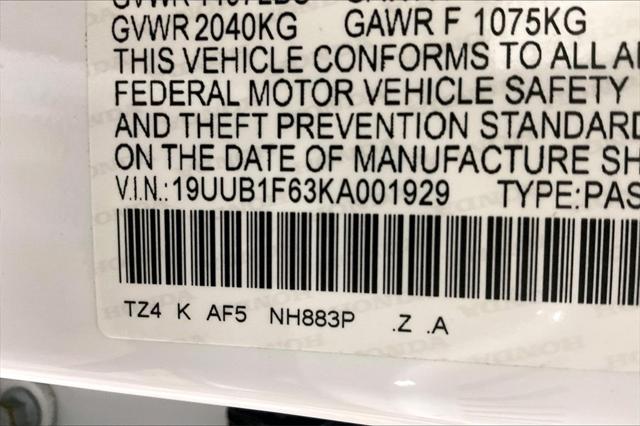 GVWR 2040KG GAWR F 1075KG
THIS VEHICLE CONFORMS TO ALL
FEDERAL MOTOR VEHICLE SAFETY
AND THEFT PREVENTION STANDARD
ON THE DATE OF MANUFACTURE SH
V.I.N.:19UUB1F63KA001929 TYPE:PAS
TZ4 K AF5 NH883P .Z .A